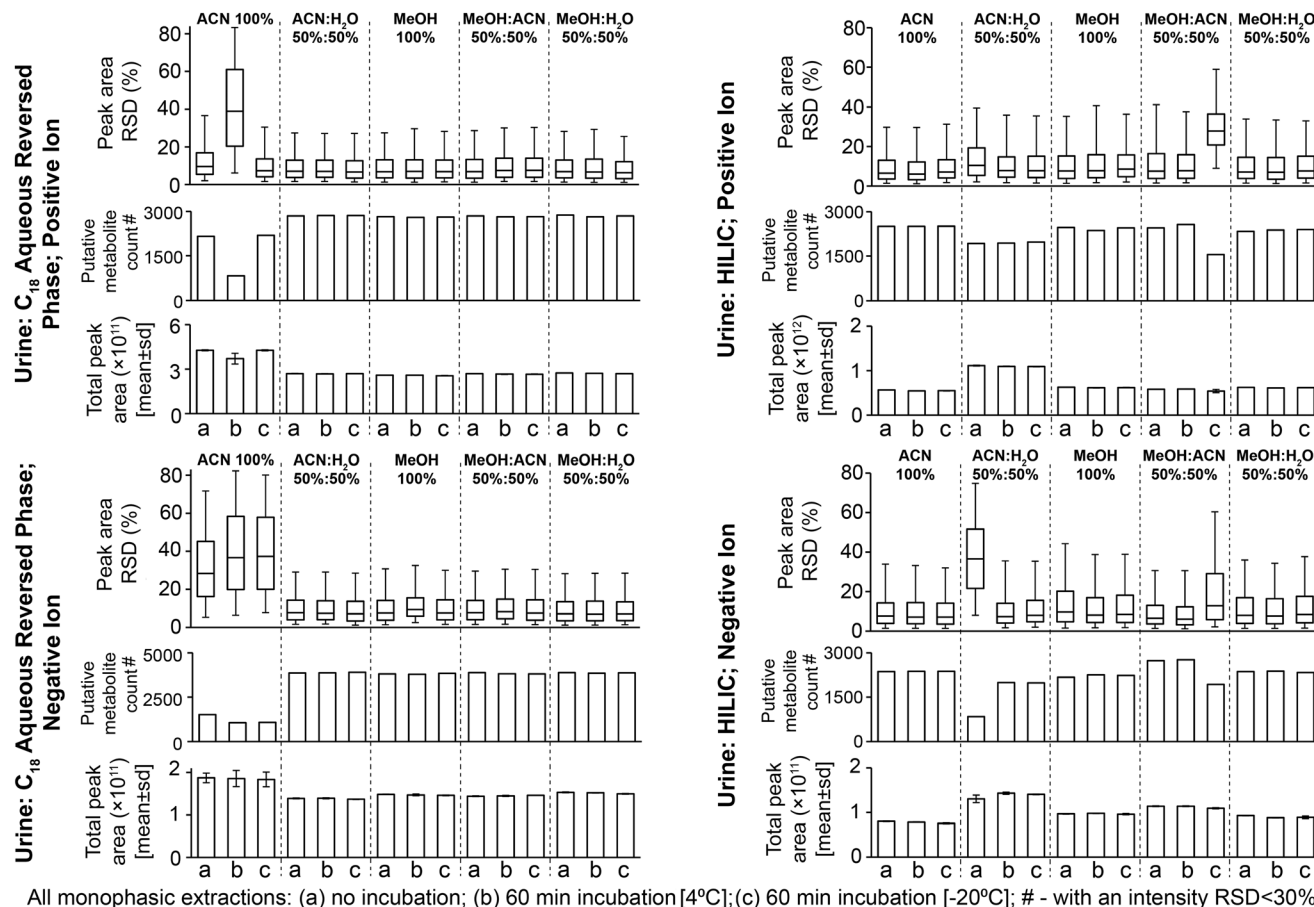 Urine: C18 Aqueous Reversed
Phase; Positive Ion
ACN 100%
ACN:H2O
50%:50%
MeOH
100%
MeOH:ACN
50%:50%
MeOH:H2O
50%:50%
Peak area
RSD (%)
80
60
40
20
0
Putative
metabolite
count#
3000
1500
0
Total peak
area (×10¹¹)
[mean±sd]
6
3
0
a b c a b c a b c a b c a b c
Urine: HILIC; Positive Ion
ACN
100%
ACN:H2O
50%:50%
MeOH
100%
MeOH:ACN
50%:50%
MeOH:H2O
50%:50%
Peak area
RSD (%)
80
60
40
20
0
Putative
metabolite
count#
3000
1500
0
Total peak
area (×10¹²)
[mean±sd]
2
1
0
a b c a b c a b c a b c a b c
Urine: C18 Aqueous Reversed Phase;
Negative Ion
ACN 100%
ACN:H2O
50%:50%
MeOH
100%
MeOH:ACN
50%:50%
MeOH:H2O
50%:50%
Peak area
RSD (%)
80
60
40
20
0
Putative
metabolite
count#
5000
2500
0
Total peak
area (×10¹¹)
[mean±sd]
2
1
0
a b c a b c a b c a b c a b c
Urine: HILIC; Negative Ion
ACN
100%
ACN:H2O
50%:50%
MeOH
100%
MeOH:ACN
50%:50%
MeOH:H2O
50%:50%
Peak area
RSD (%)
80
60
40
20
0
Putative
metabolite
count#
3000
1500
0
Total peak
area (×10¹¹)
[mean±sd]
2
1
0
a b c a b c a b c a b c a b c
All monophasic extractions: (a) no incubation; (b) 60 min incubation [4ºC];(c) 60 min incubation [-20ºC]; # - with an intensity RSD<30%